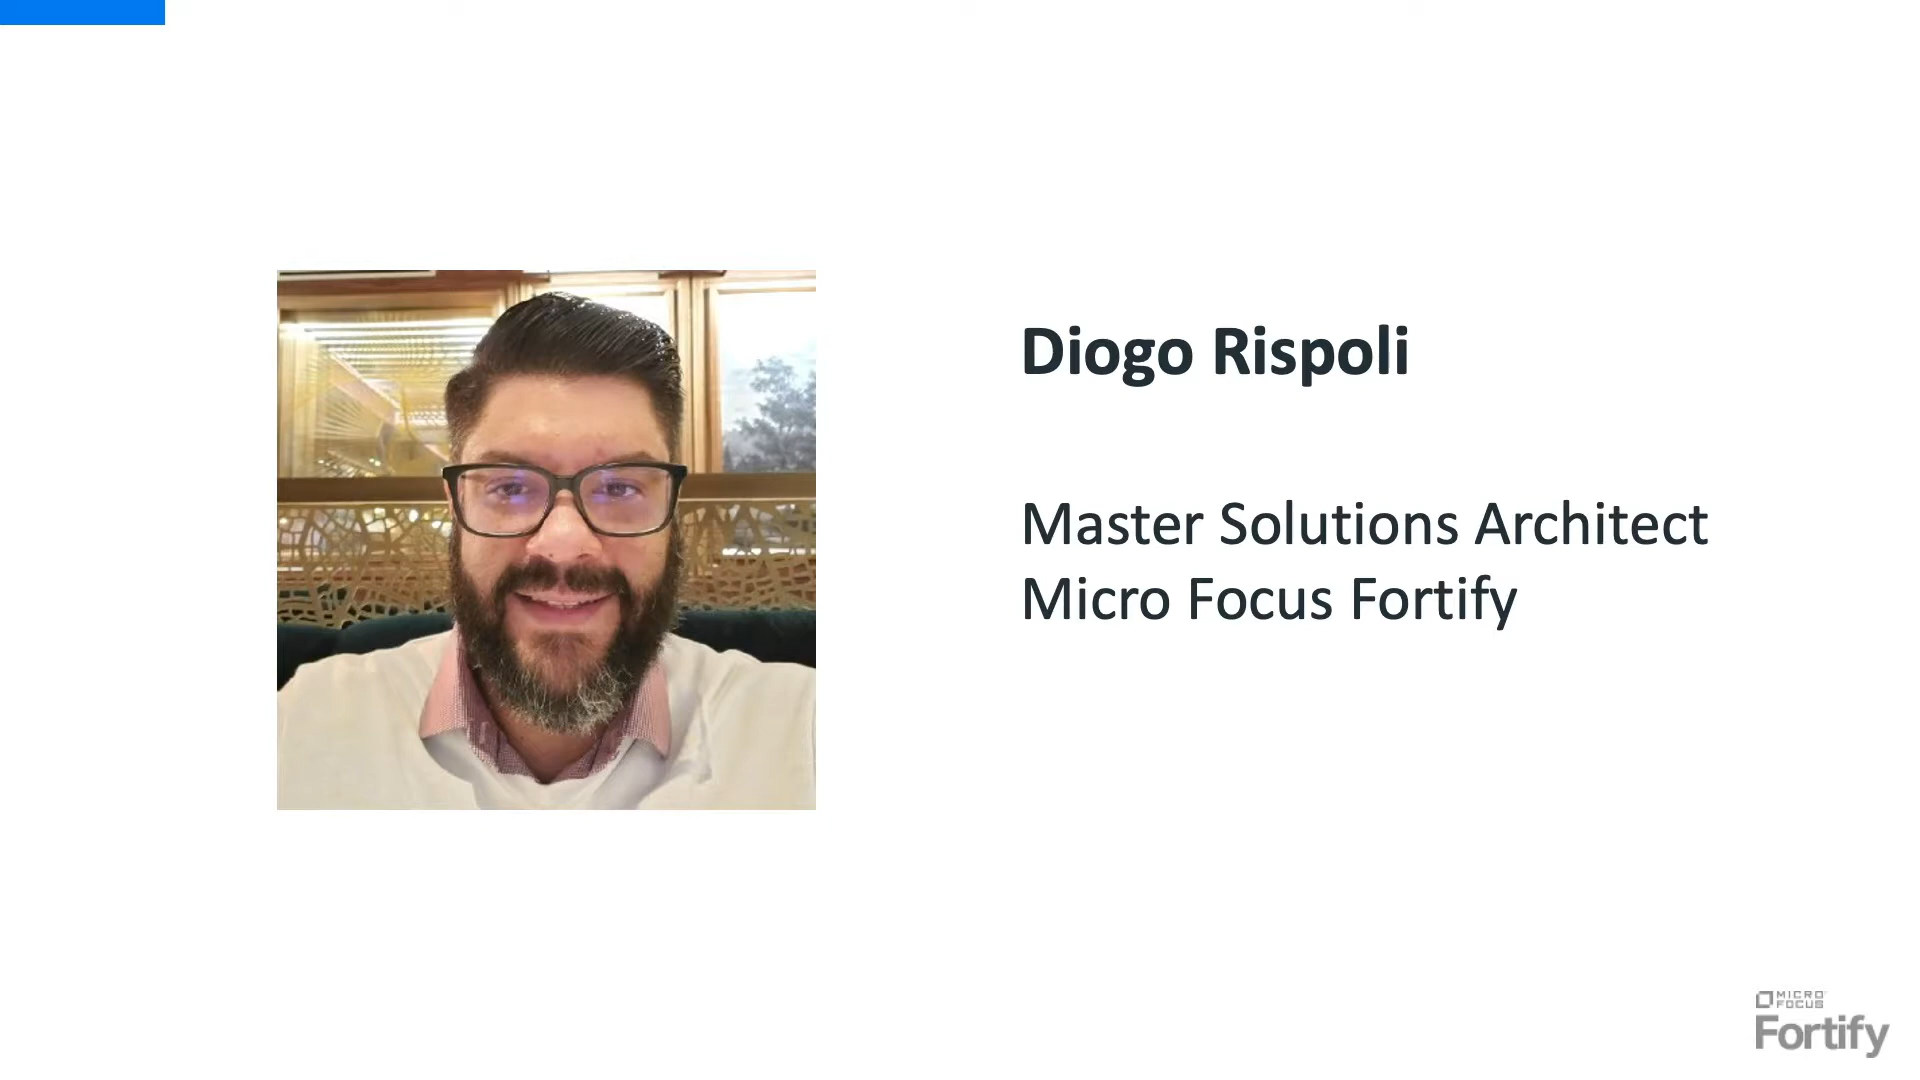 Diogo Rispoli
Master Solutions Architect
Micro Focus Fortify
MICRO
FOCUS
Fortify